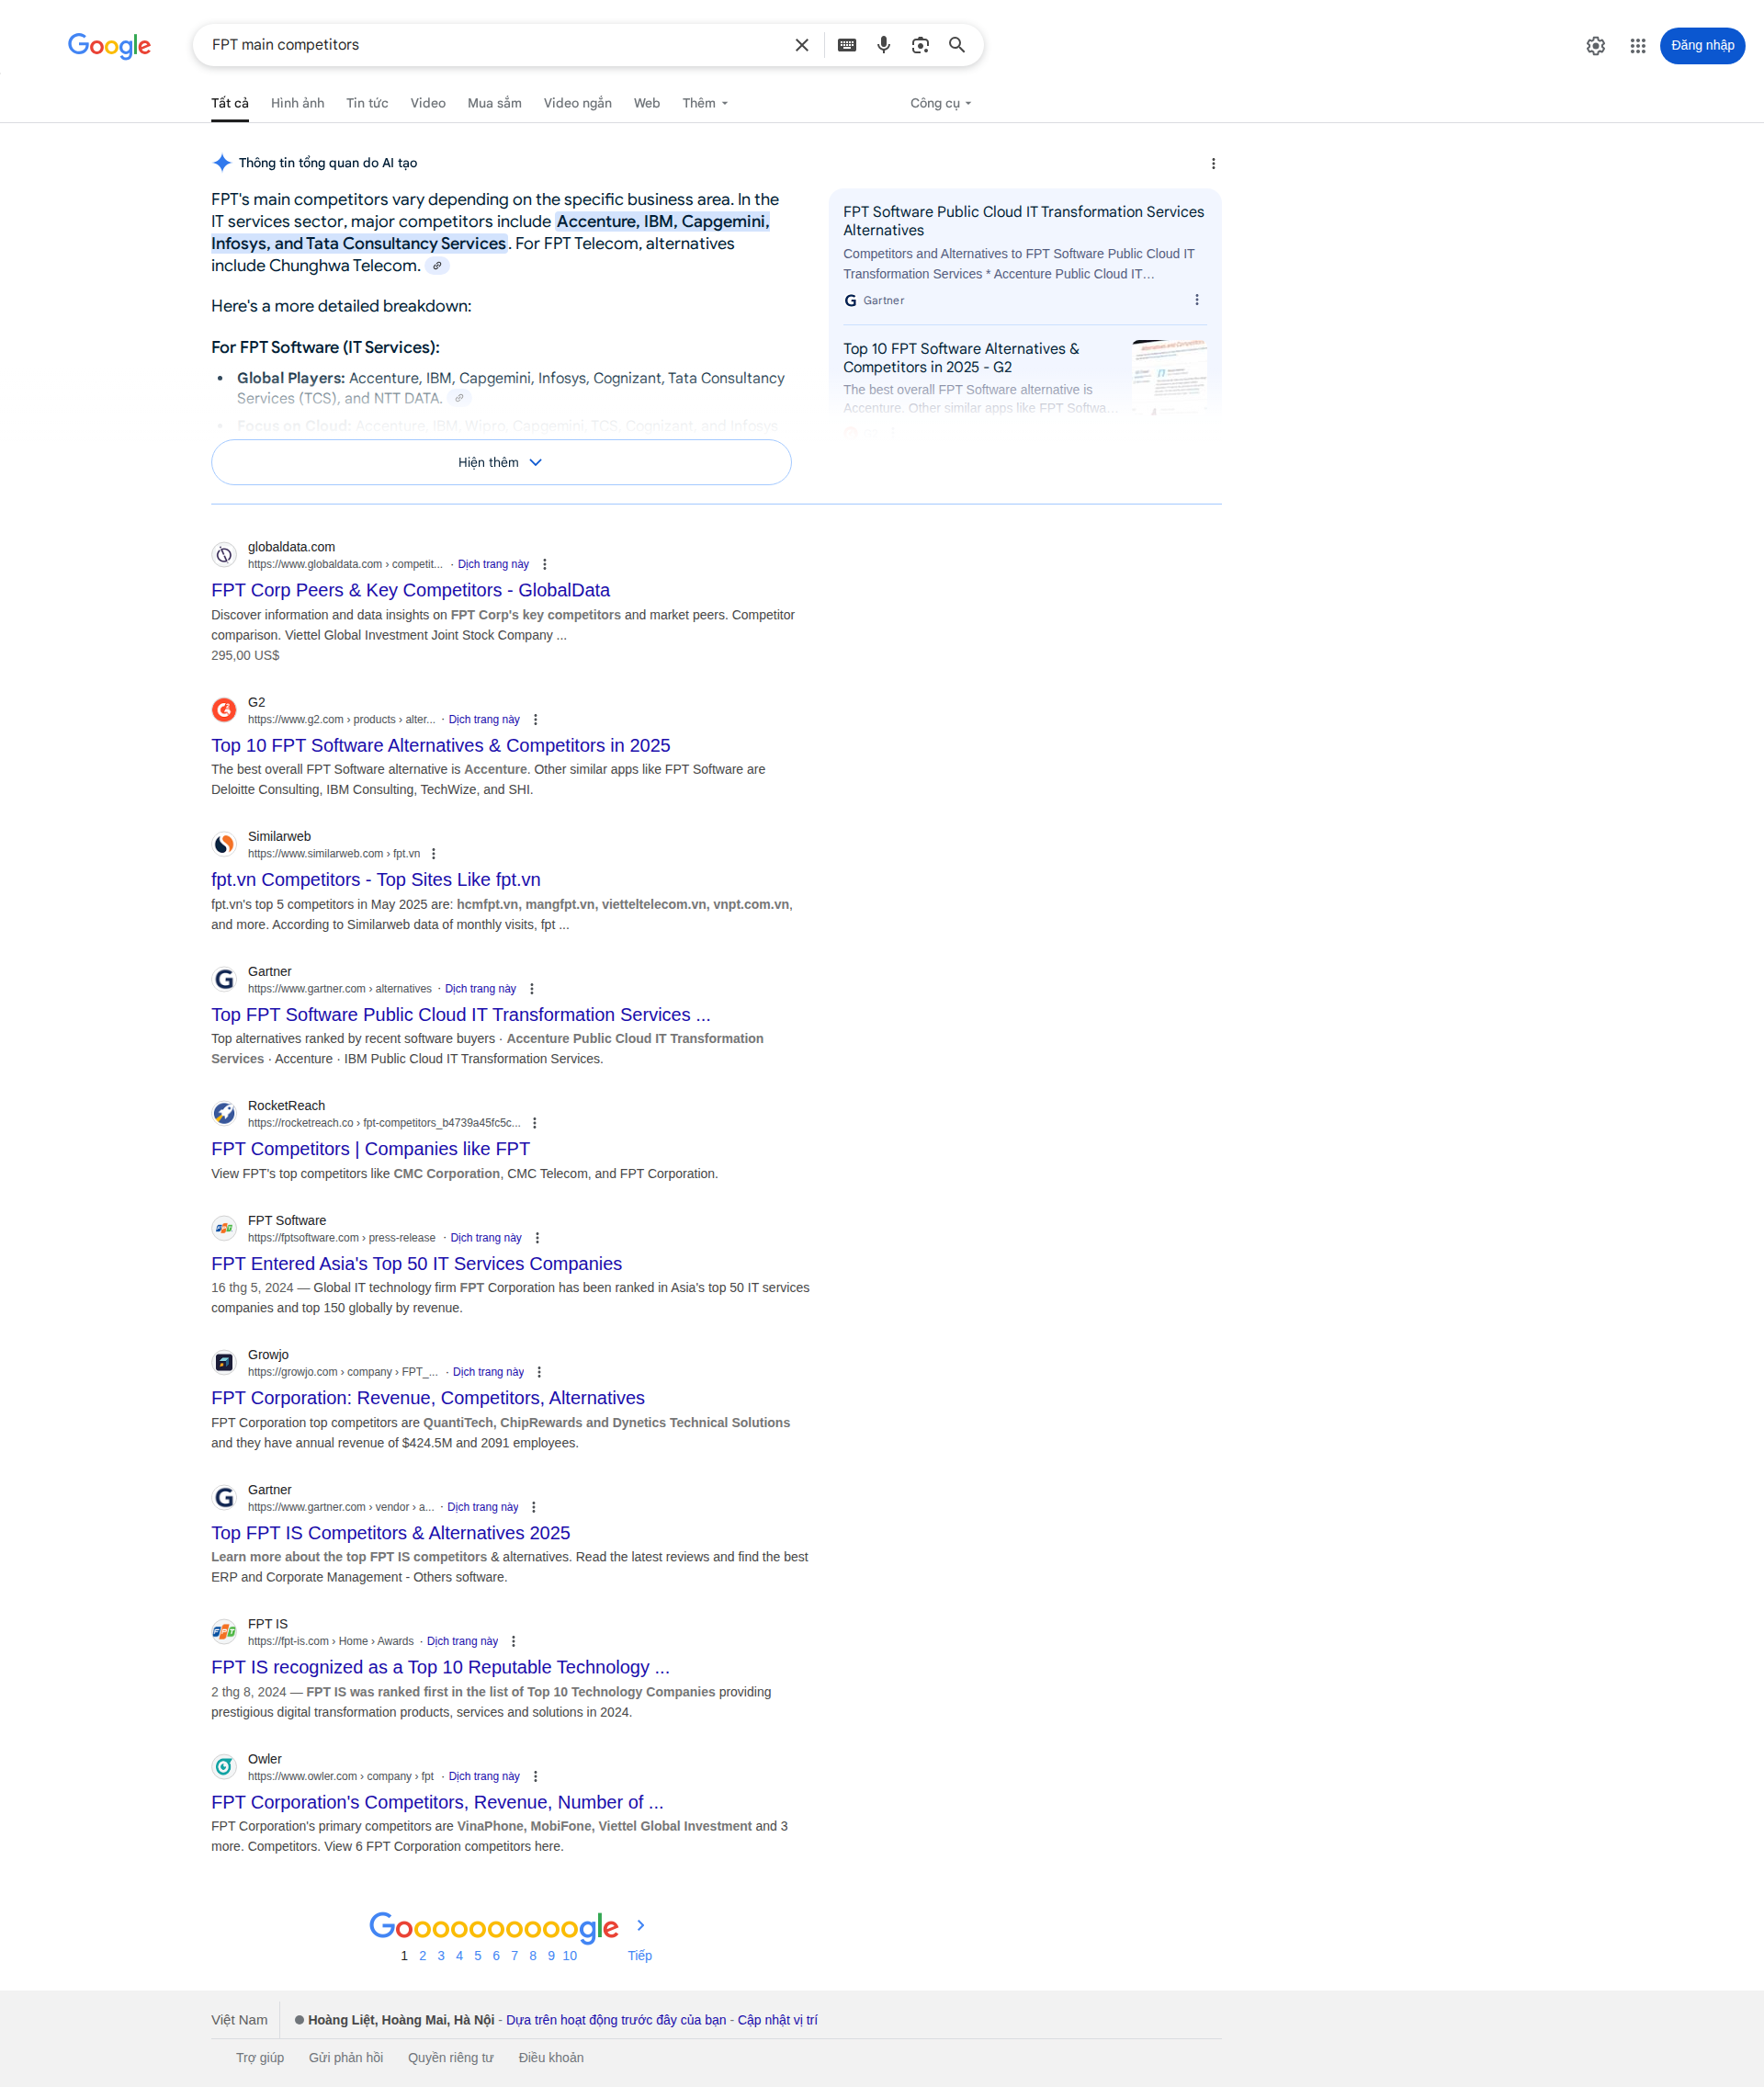 Google
FPT main competitors
Đăng nhập
Tất cả
Hình ảnh
Tin tức
Video
Mua sắm
Video ngắn
Web
Thêm
Công cụ
Thông tin tổng quan do AI tạo
FPT's main competitors vary depending on the specific business area. In the
IT services sector, major competitors include Accenture, IBM, Capgemini,
Infosys, and Tata Consultancy Services. For FPT Telecom, alternatives
include Chunghwa Telecom.
Here's a more detailed breakdown:
For FPT Software (IT Services):
• Global Players: Accenture, IBM, Capgemini, Infosys, Cognizant, Tata Consultancy
Services (TCS), and NTT DATA.
• Focus on Cloud: Accenture, IBM, Wipro, Capgemini, TCS, Cognizant, and Infosys
Hiện thêm
FPT Software Public Cloud IT Transformation Services
Alternatives
Competitors and Alternatives to FPT Software Public Cloud IT
Transformation Services * Accenture Public Cloud IT…
Gartner
Top 10 FPT Software Alternatives &
Competitors in 2025 - G2
The best overall FPT Software alternative is
Accenture. Other similar apps like FPT Softwa…
globaldata.com
https://www.globaldata.com › competit... · Dịch trang này
FPT Corp Peers & Key Competitors - GlobalData
Discover information and data insights on FPT Corp's key competitors and market peers. Competitor
comparison. Viettel Global Investment Joint Stock Company ...
295,00 US$
G2
https://www.g2.com › products › alter... · Dịch trang này
Top 10 FPT Software Alternatives & Competitors in 2025
The best overall FPT Software alternative is Accenture. Other similar apps like FPT Software are
Deloitte Consulting, IBM Consulting, TechWize, and SHI.
Similarweb
https://www.similarweb.com › fpt.vn
fpt.vn Competitors - Top Sites Like fpt.vn
fpt.vn's top 5 competitors in May 2025 are: hcmfpt.vn, mangfpt.vn, vietteltelecom.vn, vnpt.com.vn,
and more. According to Similarweb data of monthly visits, fpt ...
Gartner
https://www.gartner.com › alternatives · Dịch trang này
Top FPT Software Public Cloud IT Transformation Services ...
Top alternatives ranked by recent software buyers · Accenture Public Cloud IT Transformation
Services · Accenture · IBM Public Cloud IT Transformation Services.
RocketReach
https://rocketreach.co › fpt-competitors_b4739a45fc5c...
FPT Competitors | Companies like FPT
View FPT's top competitors like CMC Corporation, CMC Telecom, and FPT Corporation.
FPT Software
https://fptsoftware.com › press-release · Dịch trang này
FPT Entered Asia's Top 50 IT Services Companies
16 thg 5, 2024 — Global IT technology firm FPT Corporation has been ranked in Asia's top 50 IT services
companies and top 150 globally by revenue.
Growjo
https://growjo.com › company › FPT_... · Dịch trang này
FPT Corporation: Revenue, Competitors, Alternatives
FPT Corporation top competitors are QuantiTech, ChipRewards and Dynetics Technical Solutions
and they have annual revenue of $424.5M and 2091 employees.
Gartner
https://www.gartner.com › vendor › a... · Dịch trang này
Top FPT IS Competitors & Alternatives 2025
Learn more about the top FPT IS competitors & alternatives. Read the latest reviews and find the best
ERP and Corporate Management - Others software.
FPT IS
https://fpt-is.com › Home › Awards · Dịch trang này
FPT IS recognized as a Top 10 Reputable Technology ...
2 thg 8, 2024 — FPT IS was ranked first in the list of Top 10 Technology Companies providing
prestigious digital transformation products, services and solutions in 2024.
Owler
https://www.owler.com › company › fpt · Dịch trang này
FPT Corporation's Competitors, Revenue, Number of ...
FPT Corporation's primary competitors are VinaPhone, MobiFone, Viettel Global Investment and 3
more. Competitors. View 6 FPT Corporation competitors here.
Goooooooooogle
1 2 3 4 5 6 7 8 9 10 Tiếp
Việt Nam
Hoàng Liệt, Hoàng Mai, Hà Nội - Dựa trên hoạt động trước đây của bạn - Cập nhật vị trí
Trợ giúp Gửi phản hồi Quyền riêng tư Điều khoản